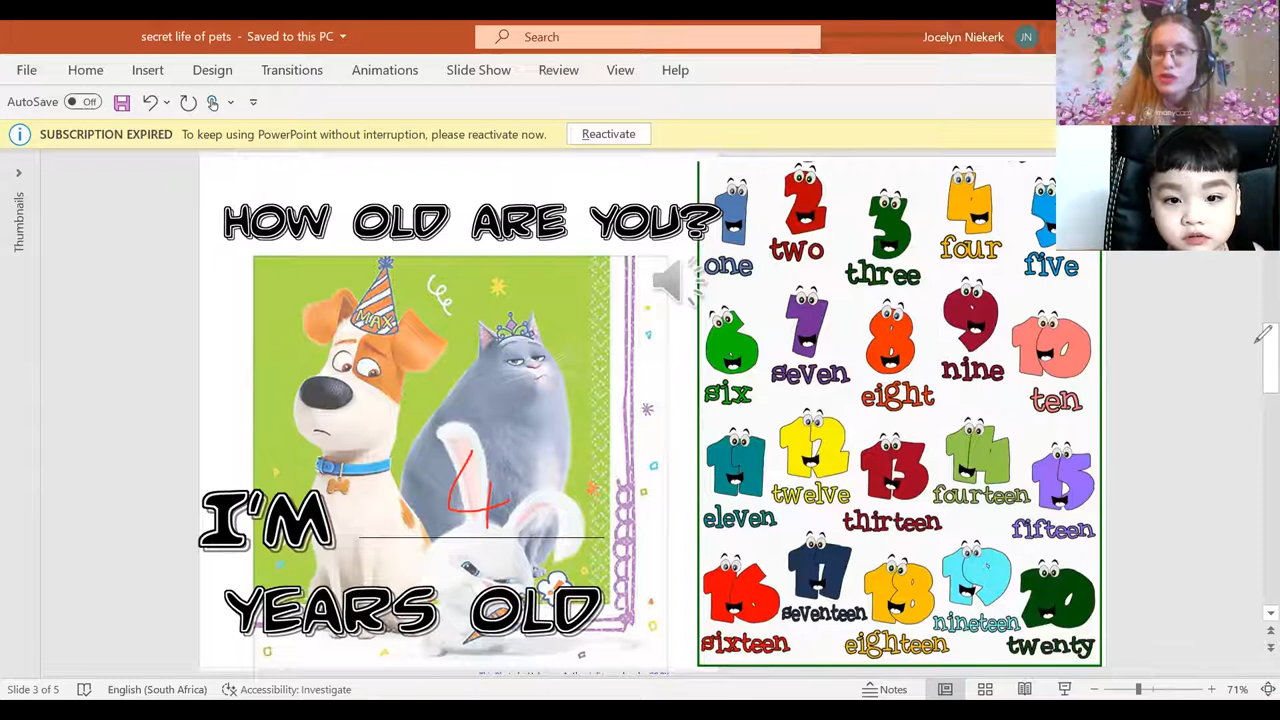 secret life of pets - Saved to this PC
Search
Jocelyn Niekerk
JN
File Home Insert Design Transitions Animations Slide Show Review View Help
AutoSave Off
SUBSCRIPTION EXPIRED To keep using PowerPoint without interruption, please reactivate now. Reactivate
HOW OLD ARE YOU?
MAX
4
I'M
YEARS OLD
1 2 3 4 5
one two three four five
6 7 8 9 10
six seven eight nine ten
11 12 13 14 15
eleven twelve thirteen fourteen fifteen
16 17 18 19 20
sixteen seventeen eighteen nineteen twenty
Thumbnails
manycam
Slide 3 of 5 English (South Africa) Accessibility: Investigate Notes 71%